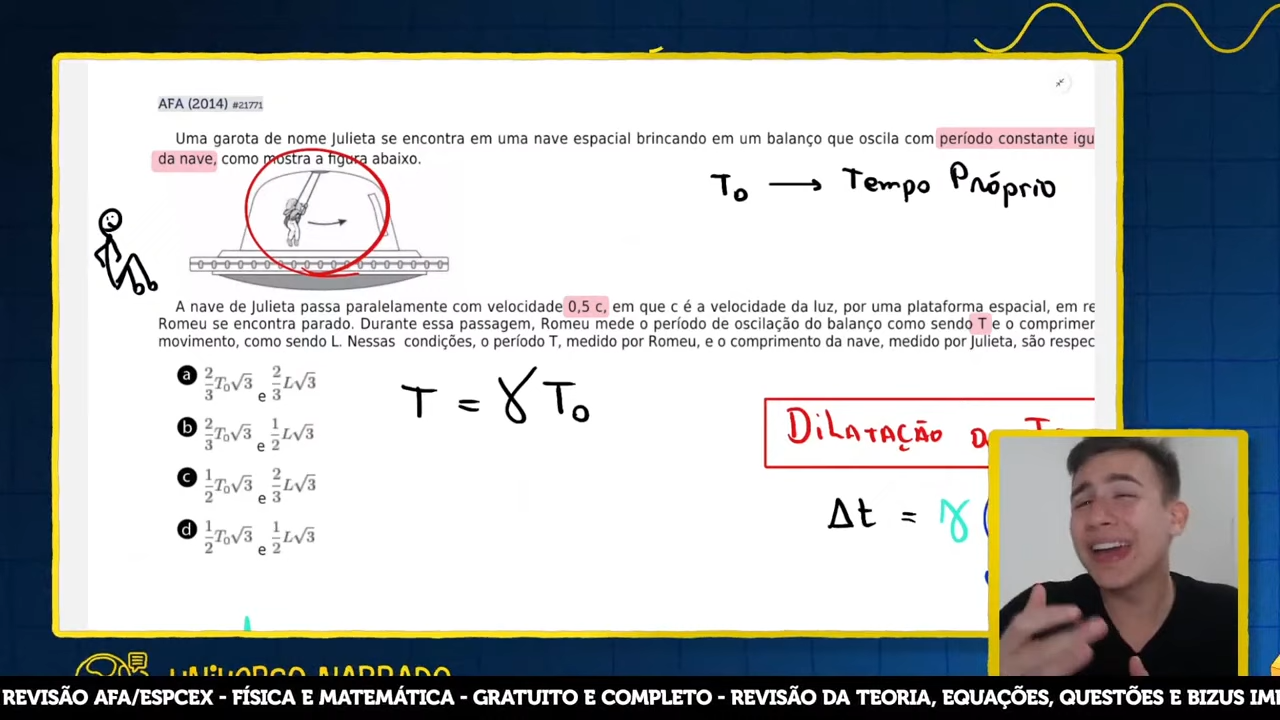 AFA (2014) #21771
Uma garota de nome Julieta se encontra em uma nave espacial brincando em um balanço que oscila com período constante igu
da nave, como mostra a figura abaixo.
T₀ → Tempo Próprio
A nave de Julieta passa paralelamente com velocidade 0,5 c, em que c é a velocidade da luz, por uma plataforma espacial, em re
Romeu se encontra parado. Durante essa passagem, Romeu mede o período de oscilação do balanço como sendo T e o comprimer
movimento, como sendo L. Nessas condições, o período T, medido por Romeu, e o comprimento da nave, medido por Julieta, são respec
a 2/3 T₀√3 e 2/3 L√3
b 2/3 T₀√3 e 1/2 L√3
c 1/2 T₀√3 e 2/3 L√3
d 1/2 T₀√3 e 1/2 L√3
T = γ T₀
Dilatação
Δt = γ (
UNIVERSO NARRADO
REVISÃO AFA/ESPCEX - FÍSICA E MATEMÁTICA - GRATUITO E COMPLETO - REVISÃO DA TEORIA, EQUAÇÕES, QUESTÕES E BIZUS IM